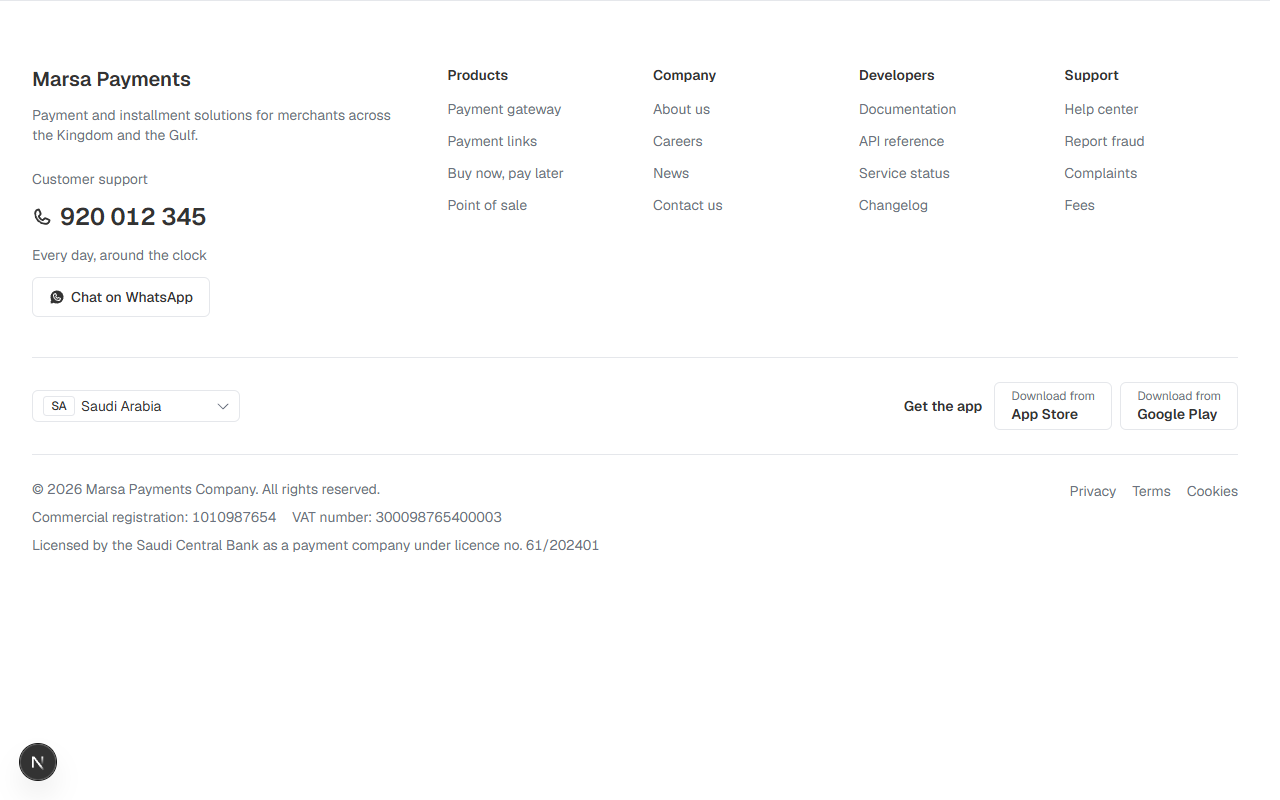 Marsa Payments
Payment and installment solutions for merchants across
the Kingdom and the Gulf.
Customer support
920 012 345
Every day, around the clock
Chat on WhatsApp
Products
Payment gateway
Payment links
Buy now, pay later
Point of sale
Company
About us
Careers
News
Contact us
Developers
Documentation
API reference
Service status
Changelog
Support
Help center
Report fraud
Complaints
Fees
SA Saudi Arabia
Get the app
Download from
App Store
Download from
Google Play
© 2026 Marsa Payments Company. All rights reserved.
Commercial registration: 1010987654 VAT number: 300098765400003
Licensed by the Saudi Central Bank as a payment company under licence no. 61/202401
Privacy Terms Cookies
N